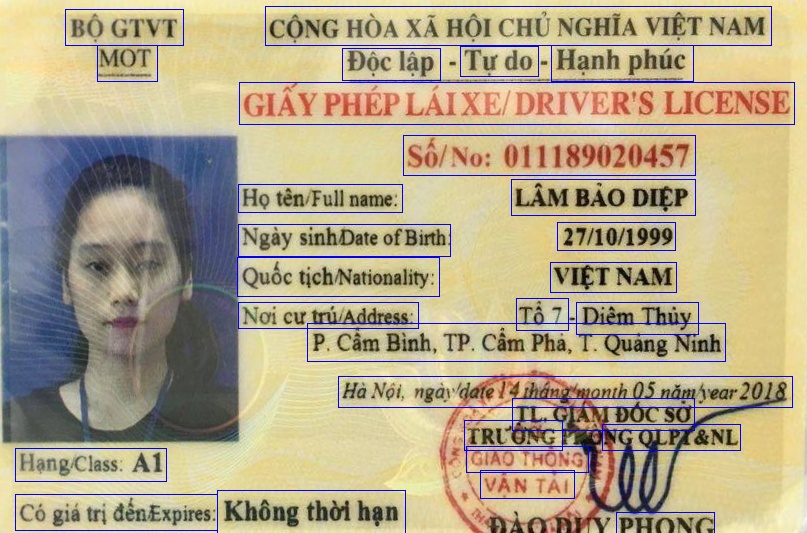 BỘ GTVT
MOT
CỘNG HÒA XÃ HỘI CHỦ NGHĨA VIỆT NAM
Độc lập - Tự do - Hạnh phúc
GIẤY PHÉP LÁI XE/ DRIVER'S LICENSE
Số/No: 011189020457
Họ tên/Full name: LÂM BẢO DIỆP
Ngày sinh/Date of Birth: 27/10/1999
Quốc tịch/Nationality: VIỆT NAM
Nơi cư trú/Address: Tổ 7 - Diêm Thủy
P. Cẩm Bình, TP. Cẩm Phả, T. Quảng Ninh
Hà Nội, ngày/date 14 tháng/month 05 năm/year 2018
TL. GIÁM ĐỐC SỞ
TRƯỞNG PHÒNG QLPT&NL
GIAO THÔNG
VẬN TẢI
Hạng/Class: A1
Có giá trị đến/Expires: Không thời hạn
ĐÀO DUY PHONG